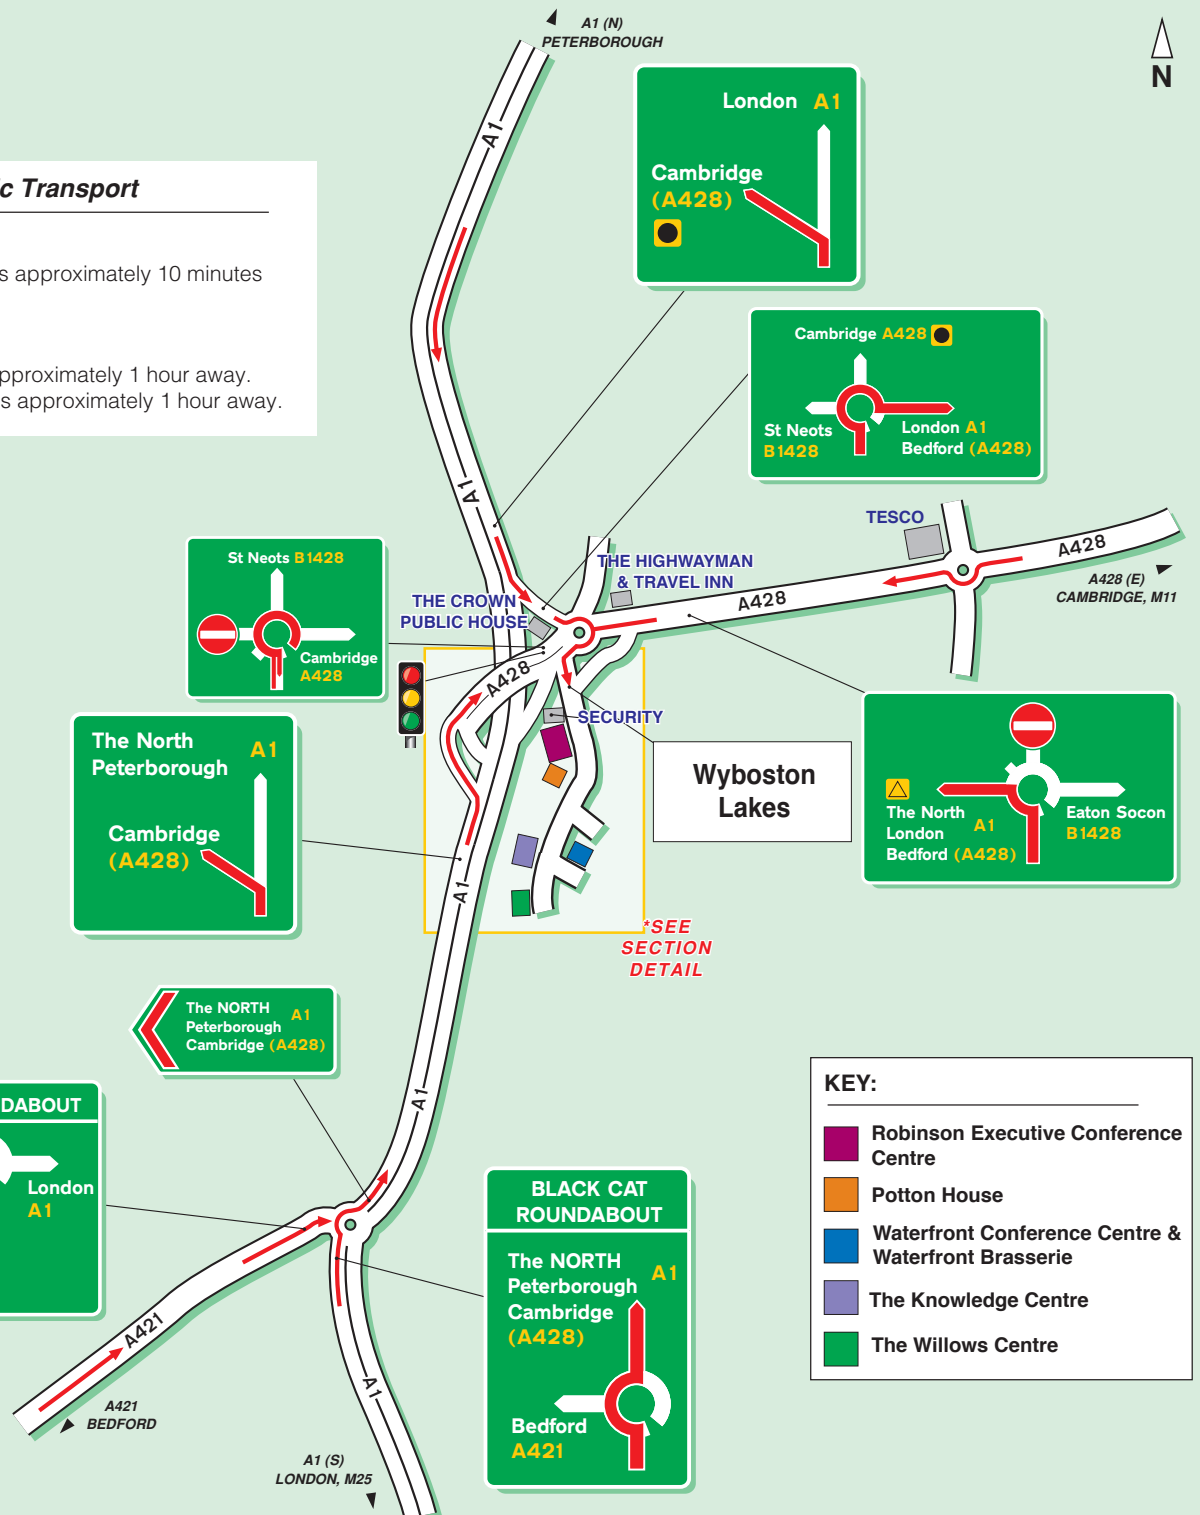 A1 (N)
PETERBOROUGH
N
c Transport
s approximately 10 minutes
pproximately 1 hour away.
s approximately 1 hour away.
A1
London A1
Cambridge
(A428)
Cambridge A428
St Neots
B1428
London A1
Bedford (A428)
A1
TESCO
A428
A428 (E)
CAMBRIDGE, M11
THE HIGHWAYMAN
& TRAVEL INN
A428
THE CROWN
PUBLIC HOUSE
St Neots B1428
Cambridge
A428
A428
SECURITY
Wyboston
Lakes
The North
Peterborough
A1
Cambridge
(A428)
The North
London
A1
Bedford (A428)
Eaton Socon
B1428
A1
*SEE
SECTION
DETAIL
The NORTH
Peterborough
A1
Cambridge (A428)
A1
DABOUT
London
A1
BLACK CAT
ROUNDABOUT
The NORTH
Peterborough
A1
Cambridge
(A428)
Bedford
A421
A421
A421
BEDFORD
A1
A1 (S)
LONDON, M25
KEY:
Robinson Executive Conference
Centre
Potton House
Waterfront Conference Centre &
Waterfront Brasserie
The Knowledge Centre
The Willows Centre